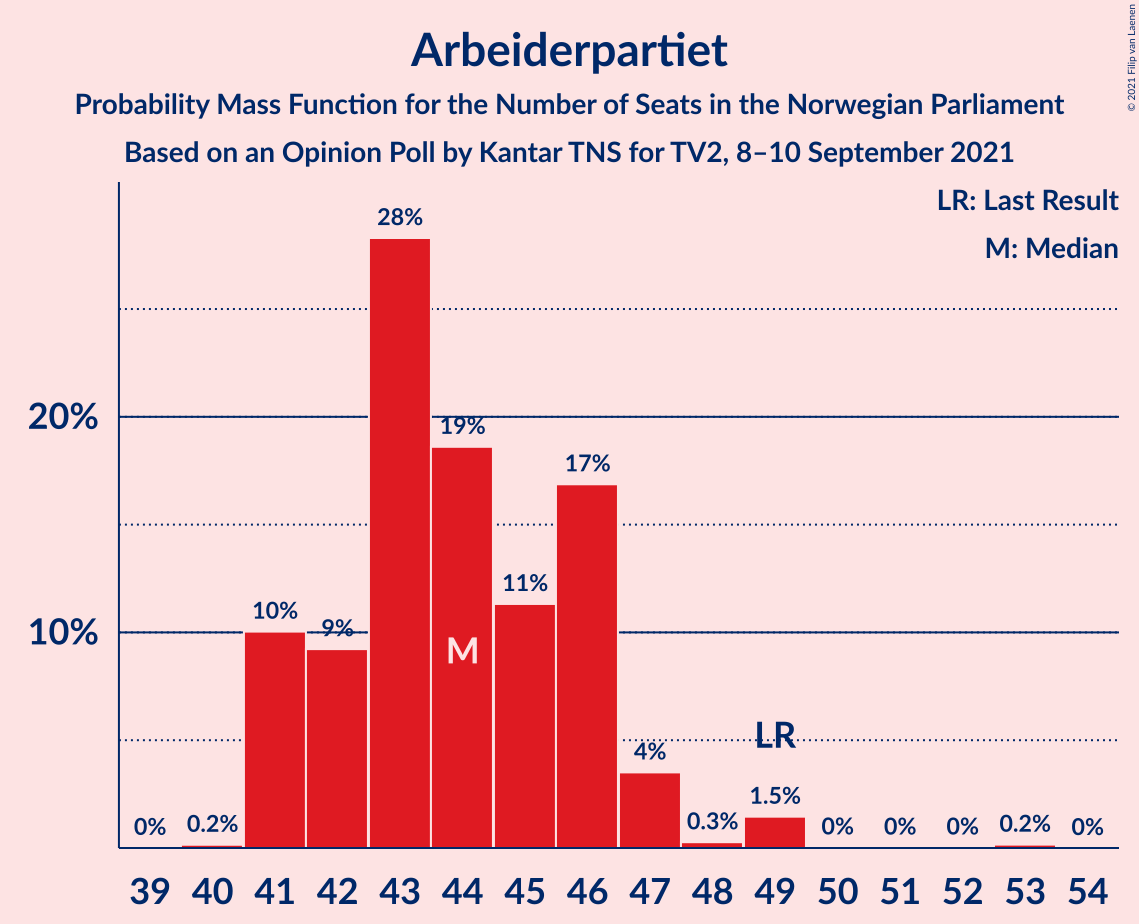 Arbeiderpartiet
Probability Mass Function for the Number of Seats in the Norwegian Parliament
Based on an Opinion Poll by Kantar TNS for TV2, 8–10 September 2021
© 2021 Filip van Laenen
LR: Last Result
M: Median
28%
20%
19%
17%
11%
10%
10%
9%
M
LR
4%
1.5%
0% 0.2% 0.3% 0% 0% 0% 0.2% 0%
39 40 41 42 43 44 45 46 47 48 49 50 51 52 53 54